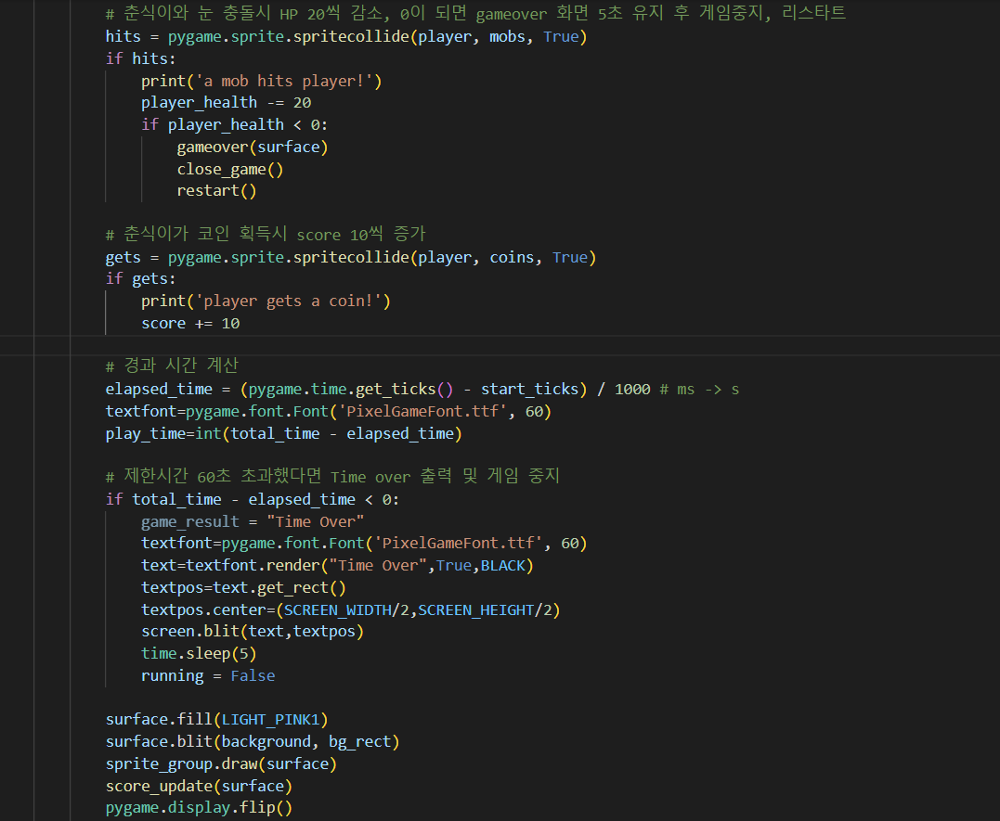 # 춘식이와 눈 충돌시 HP 20씩 감소, 0이 되면 gameover 화면 5초 유지 후 게임중지, 리스타트
hits = pygame.sprite.spritecollide(player, mobs, True)
if hits:
print('a mob hits player!')
player_health -= 20
if player_health < 0:
gameover(surface)
close_game()
restart()
# 춘식이가 코인 획득시 score 10씩 증가
gets = pygame.sprite.spritecollide(player, coins, True)
if gets:
print('player gets a coin!')
score += 10
# 경과 시간 계산
elapsed_time = (pygame.time.get_ticks() - start_ticks) / 1000 # ms -> s
textfont=pygame.font.Font('PixelGameFont.ttf', 60)
play_time=int(total_time - elapsed_time)
# 제한시간 60초 초과했다면 Time over 출력 및 게임 중지
if total_time - elapsed_time < 0:
game_result = "Time Over"
textfont=pygame.font.Font('PixelGameFont.ttf', 60)
text=textfont.render("Time Over",True,BLACK)
textpos=text.get_rect()
textpos.center=(SCREEN_WIDTH/2,SCREEN_HEIGHT/2)
screen.blit(text,textpos)
time.sleep(5)
running = False
surface.fill(LIGHT_PINK1)
surface.blit(background, bg_rect)
sprite_group.draw(surface)
score_update(surface)
pygame.display.flip()